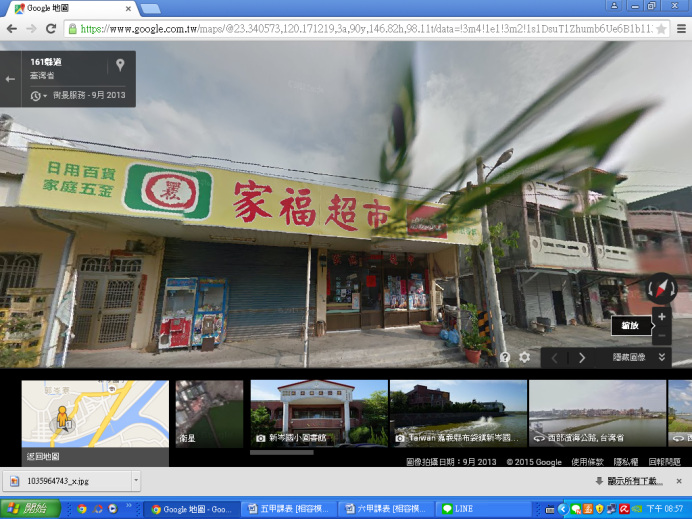 Google 地圖
https://www.google.com.tw/maps/@23.340573,120.171219,3a,90y,146.82h,98.11t/data=!3m4!1e1!3m2!1s1DsuT1Zhumb6Ue6B1b11
161縣道
臺灣省
街景服務 - 9月 2013
日用百貨
家庭五金
家福超市
縮放
隱藏圖像
返回地圖
衛星
新岑國小圖書館
Taiwan 嘉義縣布袋鎮新岑國...
西部濱海公路, 台灣省
圖像拍攝日期：9月 2013 © 2015 Google 使用條款 隱私權 回報問題
1035964743_x.jpg
顯示所有下載...
開始
Google 地圖 - Goo...
五甲課表 [相容模...
六甲課表 [相容模...
LINE
下午 08:57